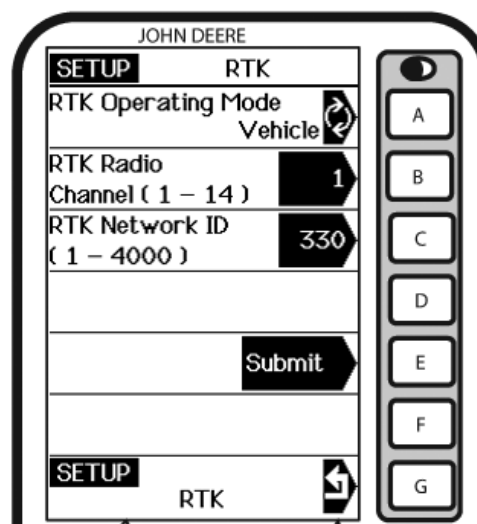 JOHN DEERE
SETUP RTK
RTK Operating Mode
Vehicle
A
RTK Radio
Channel ( 1 – 14 ) 1
B
RTK Network ID
( 1 – 4000 ) 330
C
D
Submit
E
F
SETUP
RTK
G